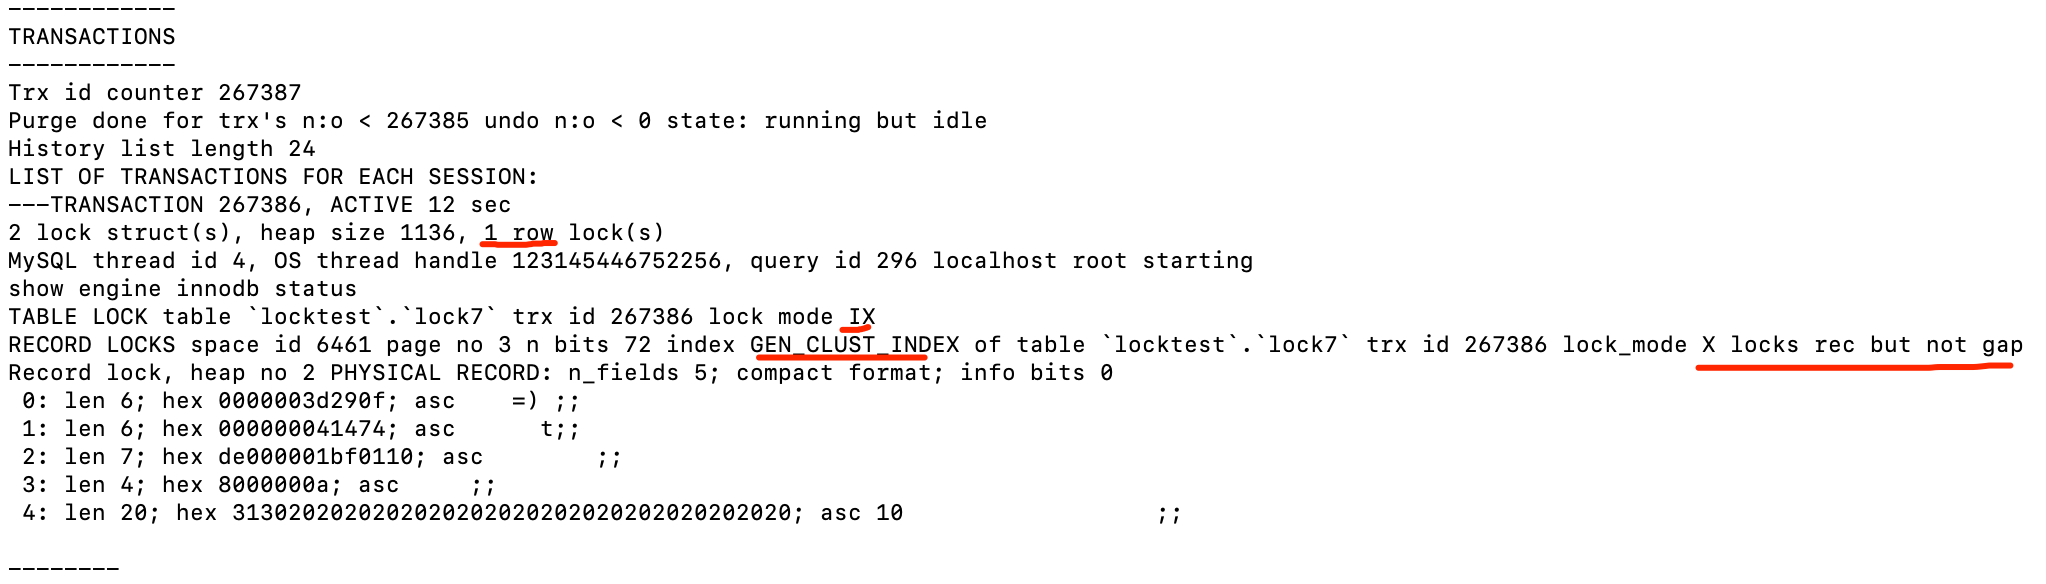 ------------
TRANSACTIONS
------------
Trx id counter 267387
Purge done for trx's n:o < 267385 undo n:o < 0 state: running but idle
History list length 24
LIST OF TRANSACTIONS FOR EACH SESSION:
---TRANSACTION 267386, ACTIVE 12 sec
2 lock struct(s), heap size 1136, 1 row lock(s)
MySQL thread id 4, OS thread handle 123145446752256, query id 296 localhost root starting
show engine innodb status
TABLE LOCK table `locktest`.`lock7` trx id 267386 lock mode IX
RECORD LOCKS space id 6461 page no 3 n bits 72 index GEN_CLUST_INDEX of table `locktest`.`lock7` trx id 267386 lock_mode X locks rec but not gap
Record lock, heap no 2 PHYSICAL RECORD: n_fields 5; compact format; info bits 0
 0: len 6; hex 0000003d290f; asc    =) ;;
 1: len 6; hex 000000041474; asc      t;;
 2: len 7; hex de000001bf0110; asc        ;;
 3: len 4; hex 8000000a; asc     ;;
 4: len 20; hex 3130202020202020202020202020202020202020; asc 10                  ;;
--------